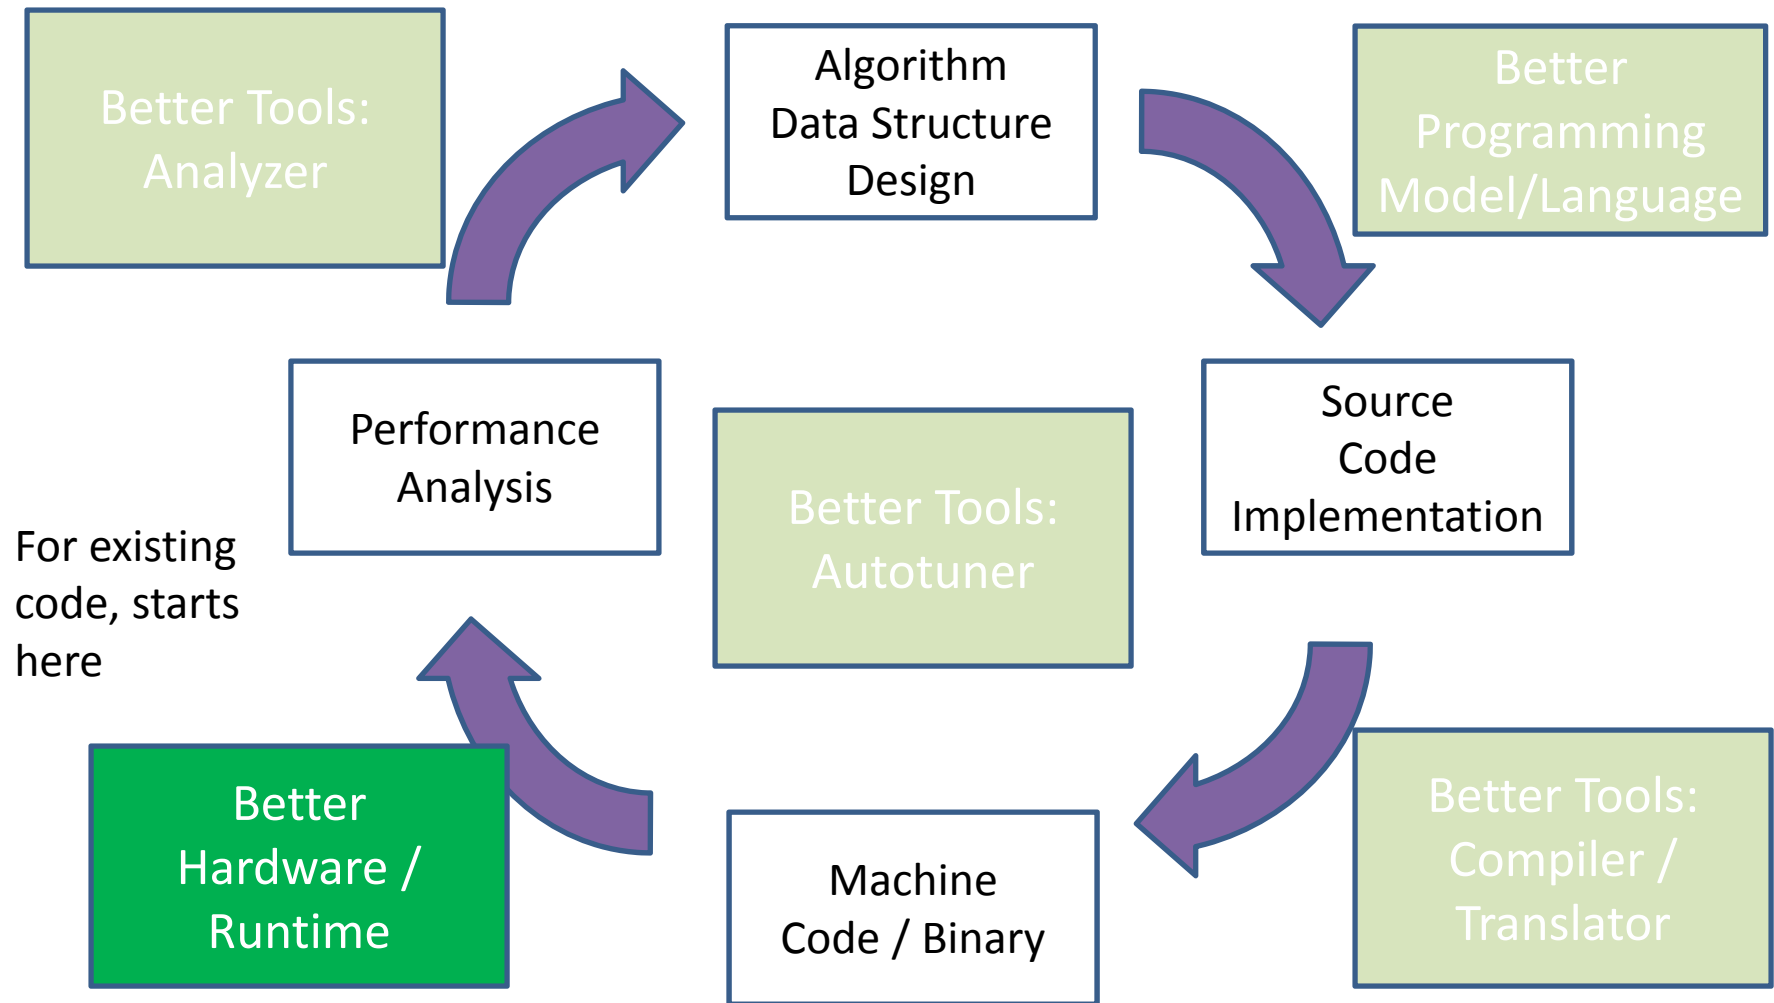 Better Tools:
Analyzer
Algorithm
Data Structure
Design
Better
Programming
Model/Language
Performance
Analysis
Better Tools:
Autotuner
Source
Code
Implementation
For existing
code, starts
here
Better
Hardware /
Runtime
Machine
Code / Binary
Better Tools:
Compiler /
Translator